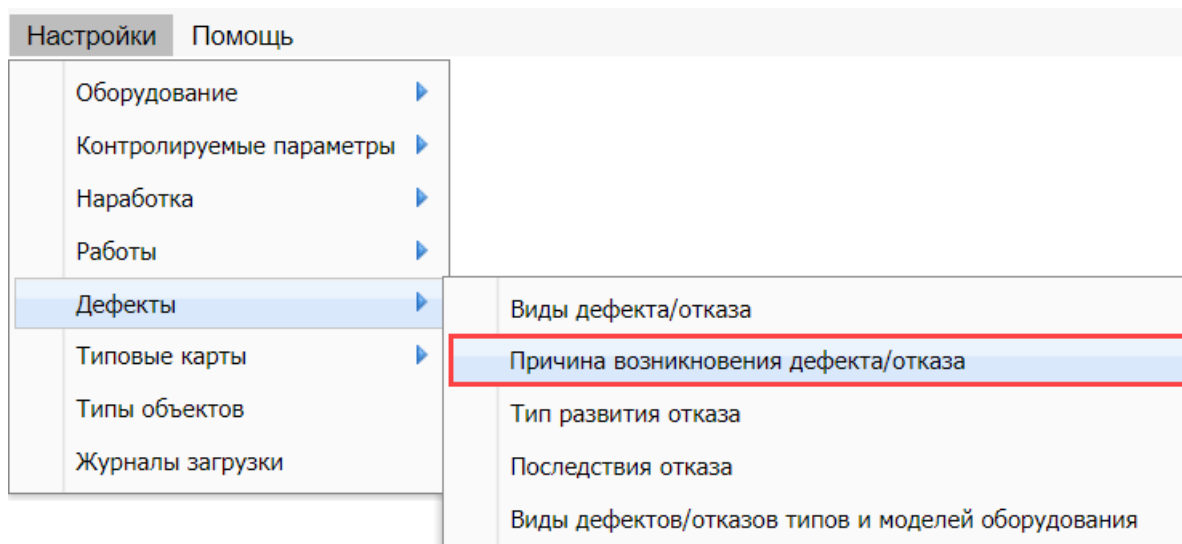 Настройки Помощь
Оборудование
Контролируемые параметры
Наработка
Работы
Дефекты
Типовые карты
Типы объектов
Журналы загрузки
Виды дефекта/отказа
Причина возникновения дефекта/отказа
Тип развития отказа
Последствия отказа
Виды дефектов/отказов типов и моделей оборудования